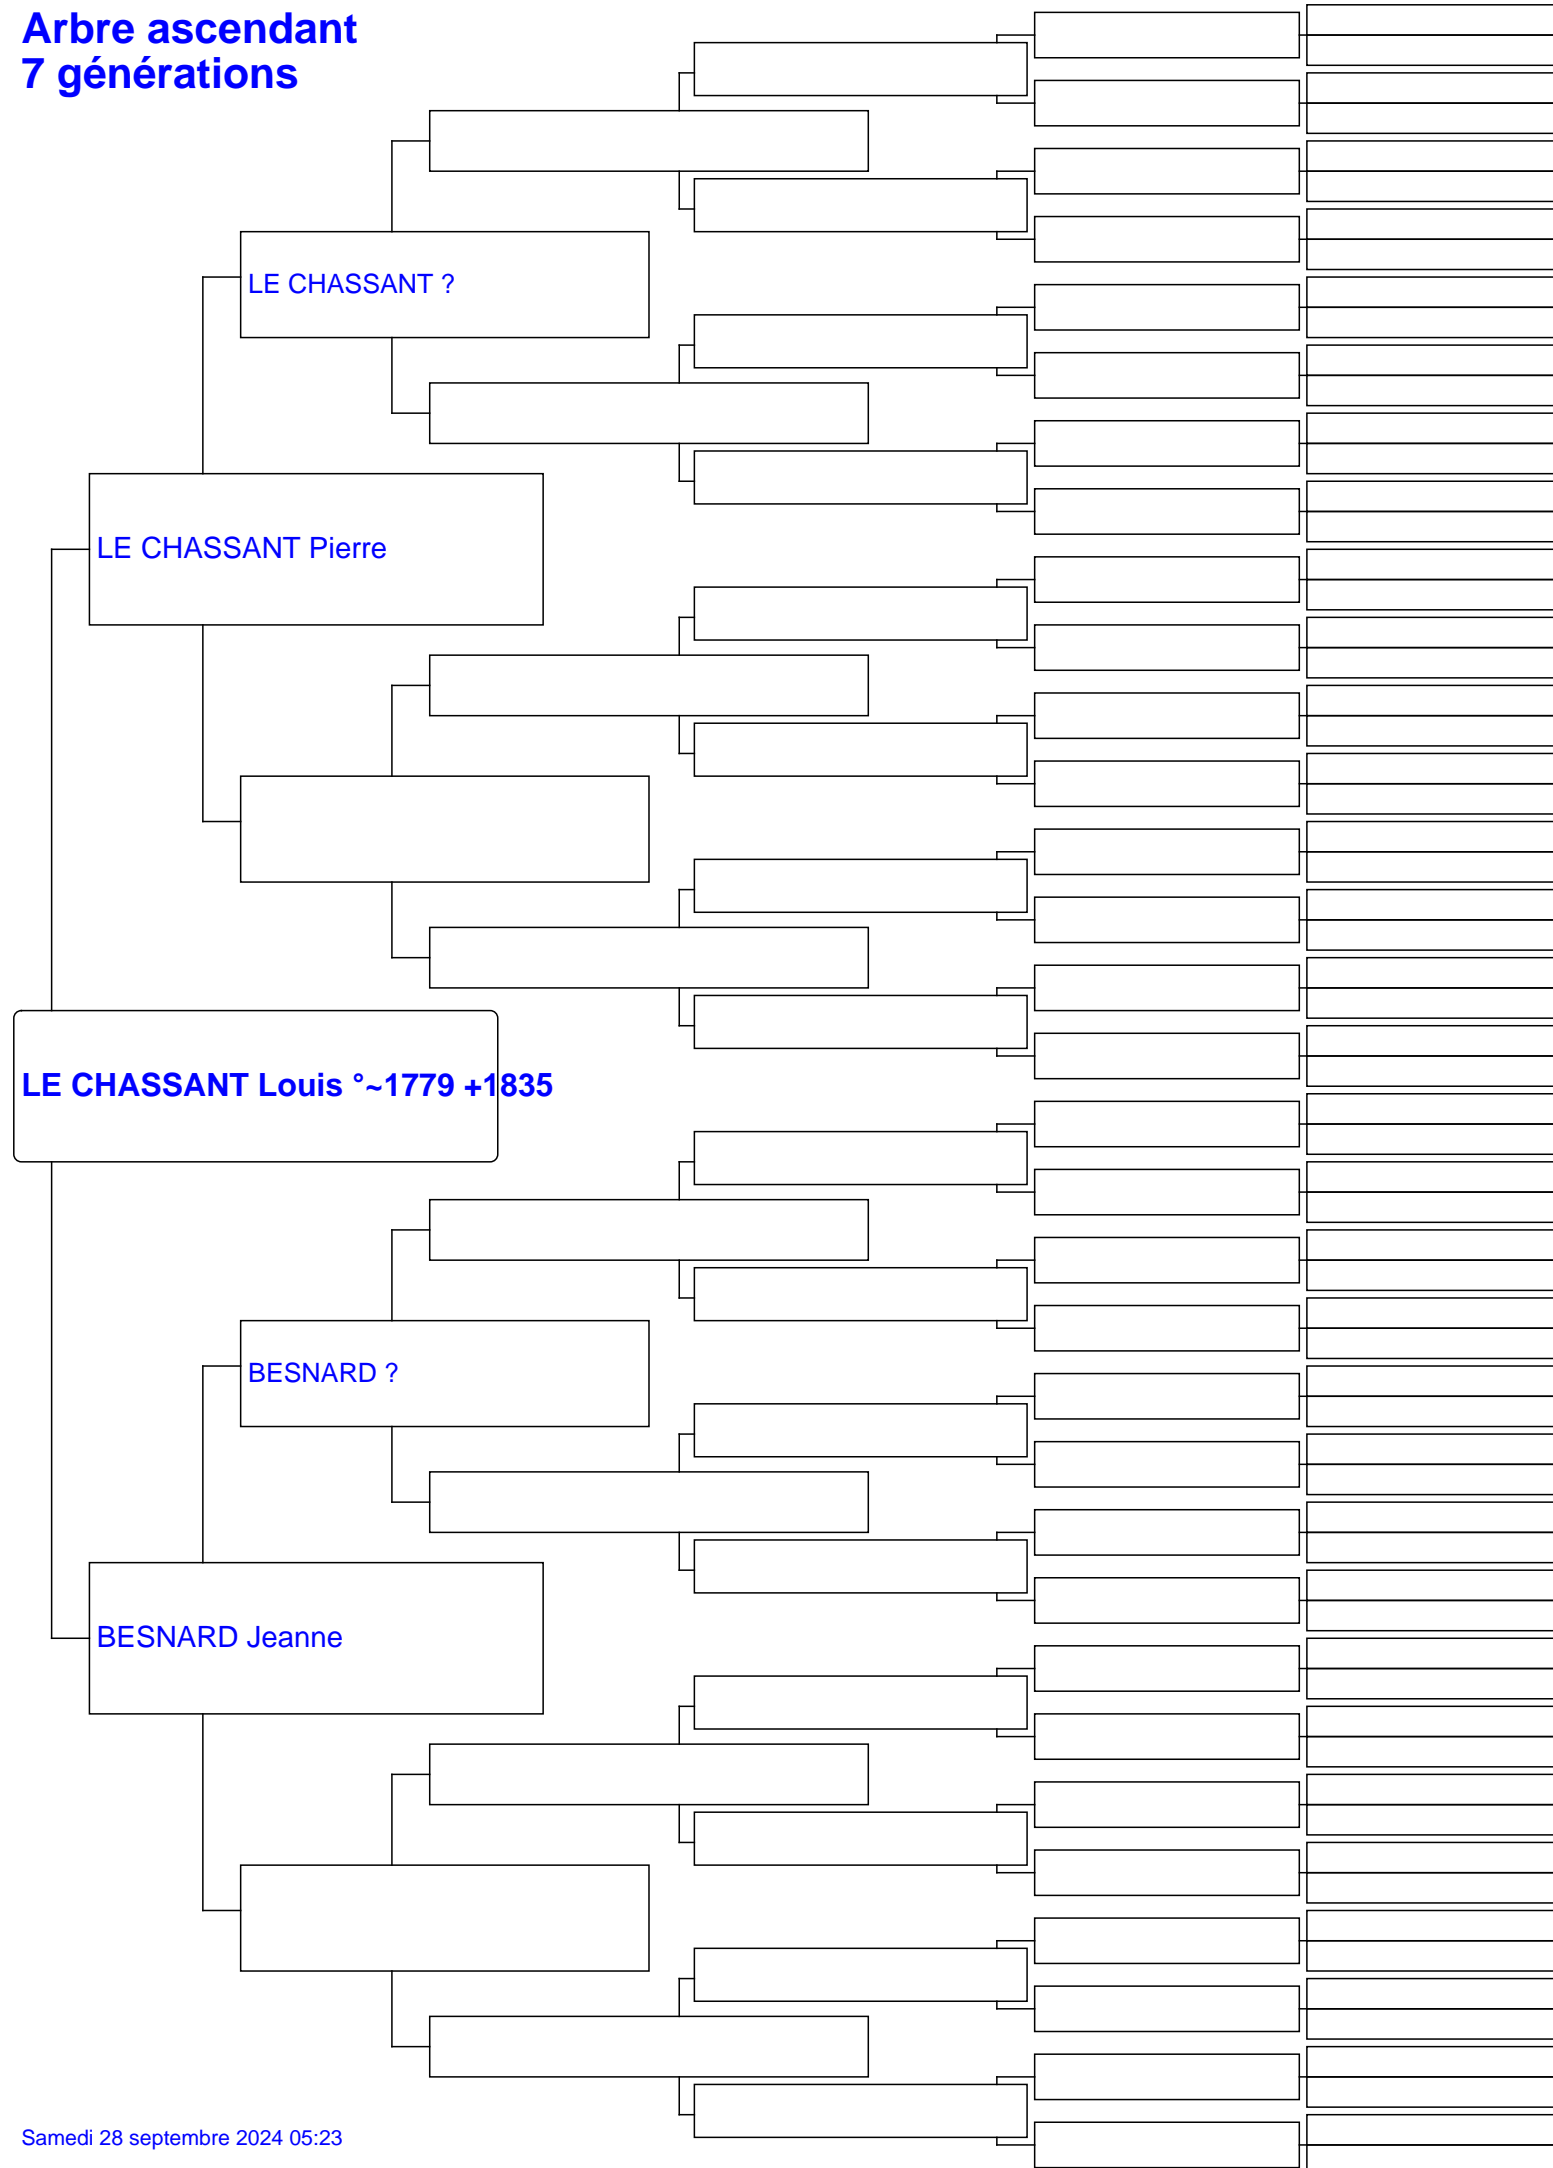 Arbre ascendant
7 générations
LE CHASSANT ?
LE CHASSANT Pierre
LE CHASSANT Louis °~1779 +1835
BESNARD ?
BESNARD Jeanne
Samedi 28 septembre 2024 05:23